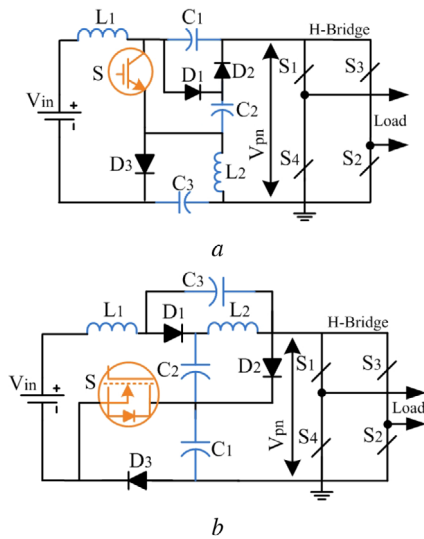 L1
C1
H-Bridge
S
D1
D2
S1
S3
Vin
+
-
C2
Vpn
Load
D3
L2
S4
S2
C3
a
C3
L1
D1
L2
H-Bridge
C2
D2
S1
S3
Vin
+
-
S
Vpn
Load
C1
S4
S2
D3
b